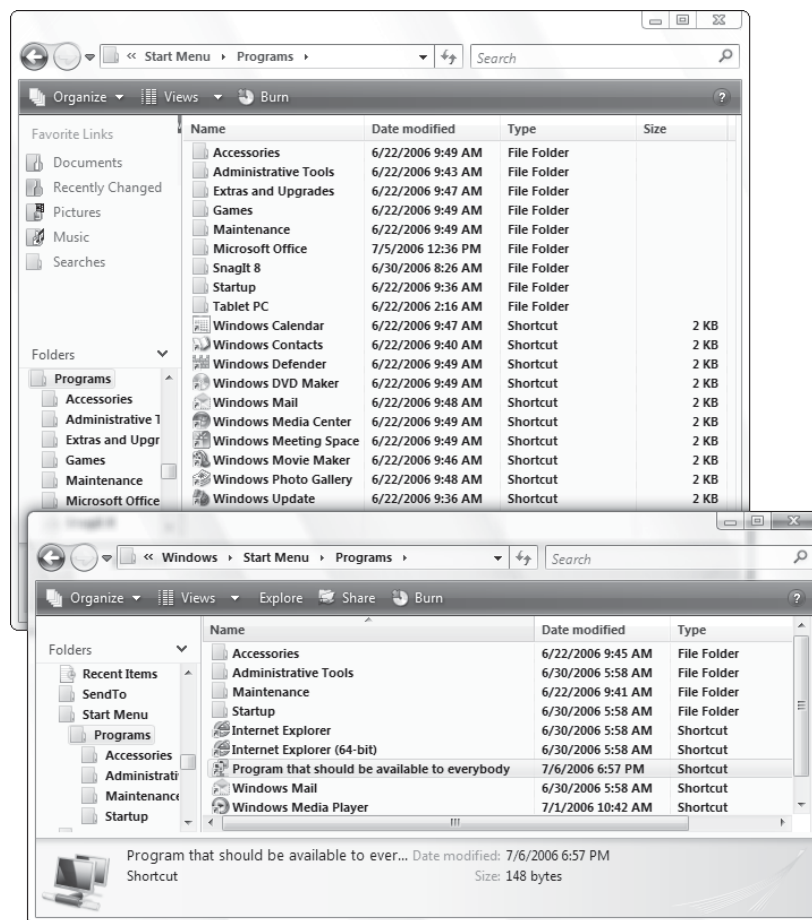 « Start Menu Programs Search
Organize Views Burn ?
Favorite Links
Documents
Recently Changed
Pictures
Music
Searches
Folders
Programs
Accessories
Administrative T
Extras and Upgr
Games
Maintenance
Microsoft Office
Name Date modified Type Size
Accessories 6/22/2006 9:49 AM File Folder
Administrative Tools 6/22/2006 9:43 AM File Folder
Extras and Upgrades 6/22/2006 9:47 AM File Folder
Games 6/22/2006 9:49 AM File Folder
Maintenance 6/22/2006 9:49 AM File Folder
Microsoft Office 7/5/2006 12:36 PM File Folder
SnagIt 8 6/30/2006 8:26 AM File Folder
Startup 6/22/2006 9:36 AM File Folder
Tablet PC 6/22/2006 2:16 AM File Folder
Windows Calendar 6/22/2006 9:47 AM Shortcut 2 KB
Windows Contacts 6/22/2006 9:40 AM Shortcut 2 KB
Windows Defender 6/22/2006 9:49 AM Shortcut 2 KB
Windows DVD Maker 6/22/2006 9:49 AM Shortcut 2 KB
Windows Mail 6/22/2006 9:48 AM Shortcut 2 KB
Windows Media Center 6/22/2006 9:49 AM Shortcut 2 KB
Windows Meeting Space 6/22/2006 9:49 AM Shortcut 2 KB
Windows Movie Maker 6/22/2006 9:46 AM Shortcut 2 KB
Windows Photo Gallery 6/22/2006 9:48 AM Shortcut 2 KB
Windows Update 6/22/2006 9:36 AM Shortcut 2 KB
« Windows Start Menu Programs Search
Organize Views Explore Share Burn ?
Folders
Recent Items
SendTo
Start Menu
Programs
Accessories
Administrati
Maintenance
Startup
Name Date modified Type
Accessories 6/22/2006 9:45 AM File Folder
Administrative Tools 6/30/2006 5:58 AM File Folder
Maintenance 6/22/2006 9:41 AM File Folder
Startup 6/30/2006 5:58 AM File Folder
Internet Explorer 6/30/2006 5:58 AM Shortcut
Internet Explorer (64-bit) 6/30/2006 5:58 AM Shortcut
Program that should be available to everybody 7/6/2006 6:57 PM Shortcut
Windows Mail 6/30/2006 5:58 AM Shortcut
Windows Media Player 7/1/2006 10:42 AM Shortcut
Program that should be available to ever... Date modified: 7/6/2006 6:57 PM
Shortcut Size: 148 bytes